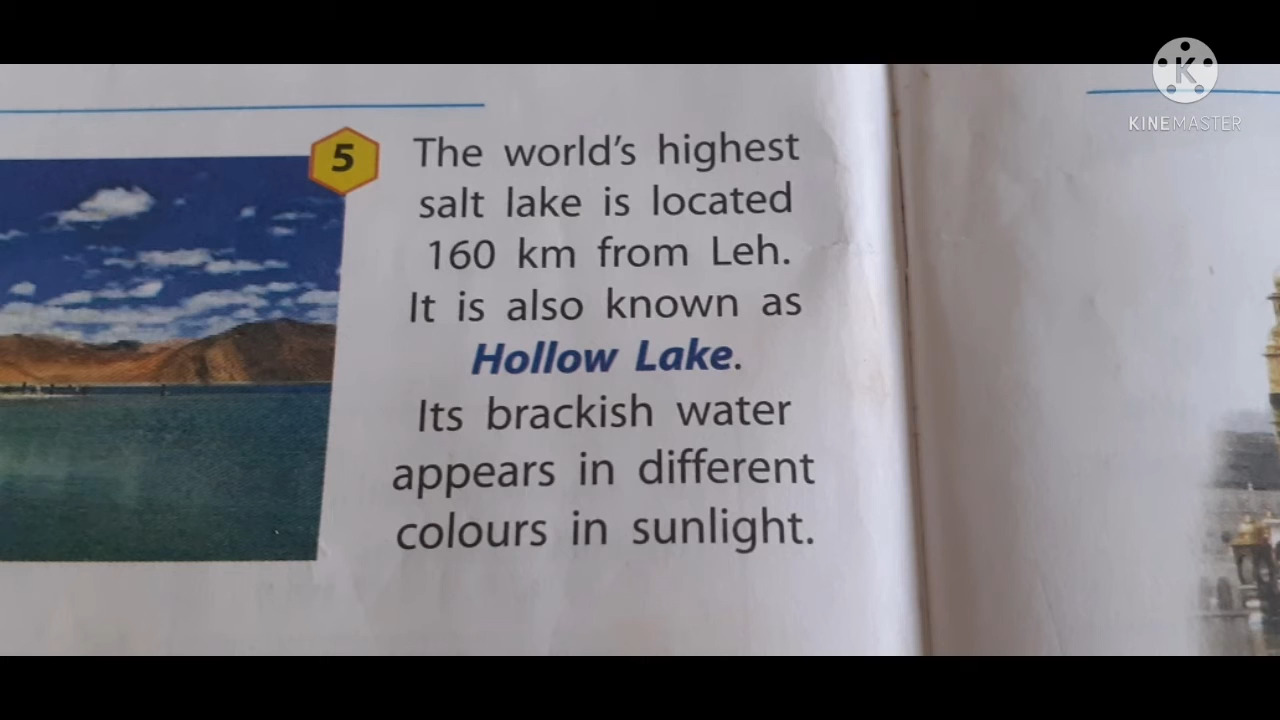 5
The world's highest
salt lake is located
160 km from Leh.
It is also known as
Hollow Lake.
Its brackish water
appears in different
colours in sunlight.
K
KINEMASTER